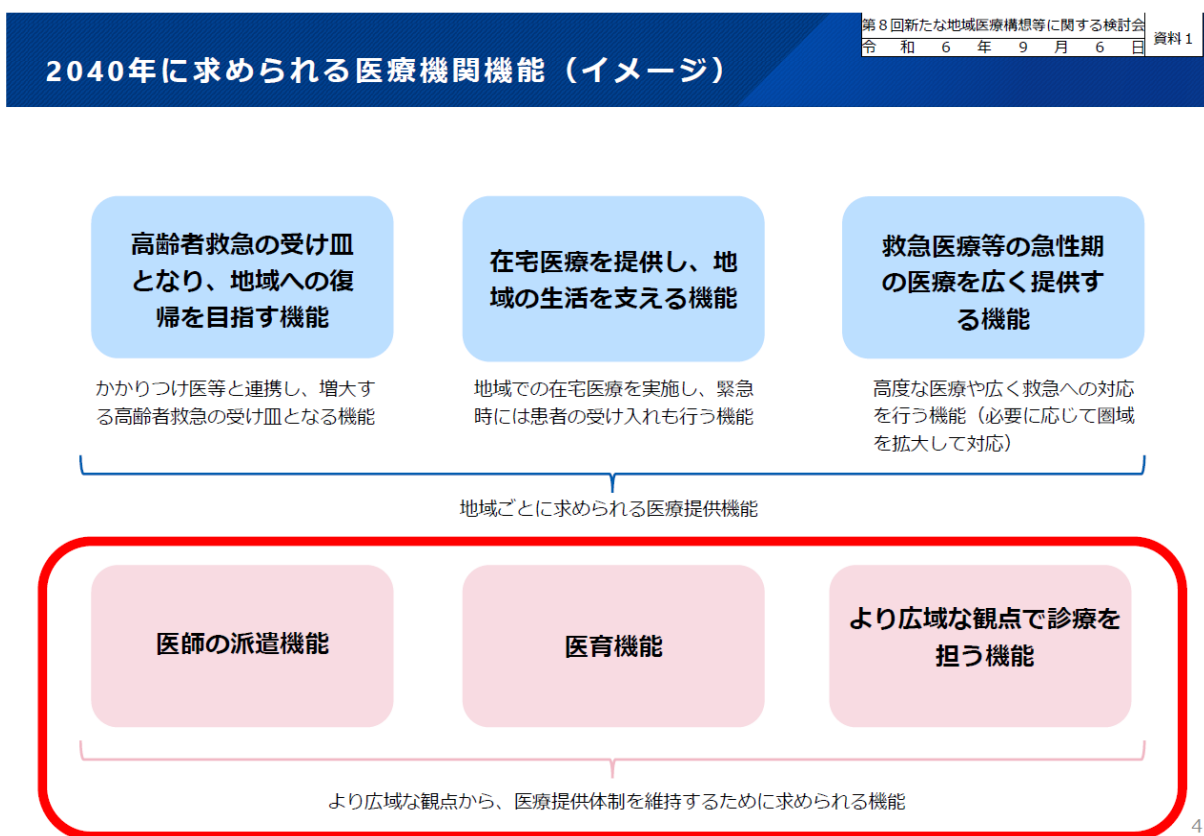 第８回新たな地域医療構想等に関する検討会
令和６年９月６日
資料１
2040年に求められる医療機関機能（イメージ）
高齢者救急の受け皿
となり、地域への復
帰を目指す機能
在宅医療を提供し、地
域の生活を支える機能
救急医療等の急性期
の医療を広く提供す
る機能
かかりつけ医等と連携し、増大す
る高齢者救急の受け皿となる機能
地域での在宅医療を実施し、緊急
時には患者の受け入れも行う機能
高度な医療や広く救急への対応
を行う機能（必要に応じて圏域
を拡大して対応）
地域ごとに求められる医療提供機能
医師の派遣機能
医育機能
より広域な観点で診療を
担う機能
より広域な観点から、医療提供体制を維持するために求められる機能
4